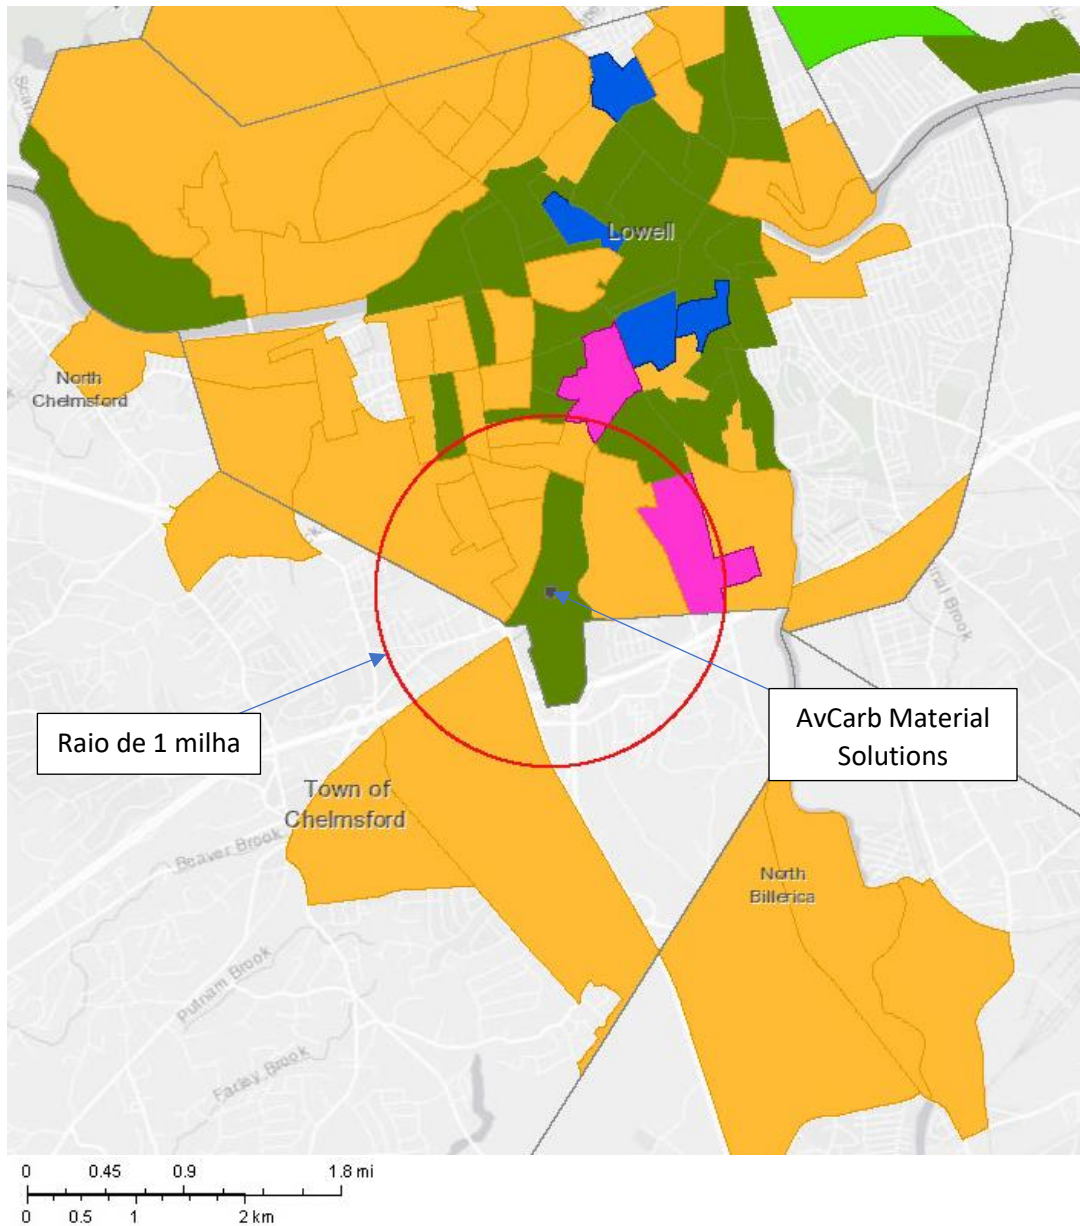 Lowell
North
Chelmsford
Raio de 1 milha
AvCarb Material
Solutions
Town of
Chelmsford
Beaver Brook
North
Billerica
Putnam Brook
Farley Brook
0 0.45 0.9 1.8 mi
0 0.5 1 2 km